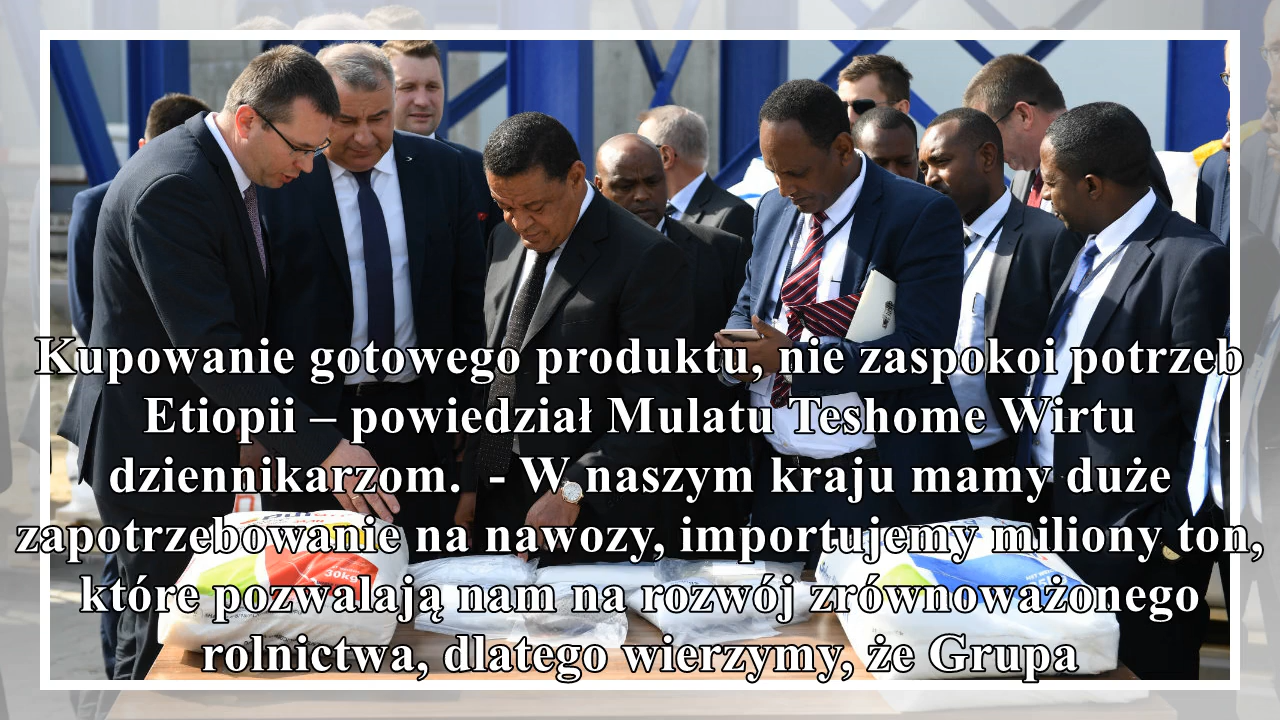 Kupowanie gotowego produktu, nie zaspokoi potrzeb
Etiopii – powiedział Mulatu Teshome Wirtu
dziennikarzom.  - W naszym kraju mamy duże
zapotrzebowanie na nawozy, importujemy miliony ton,
które pozwalają nam na rozwój zrównoważonego
rolnictwa, dlatego wierzymy, że Grupa
30kg